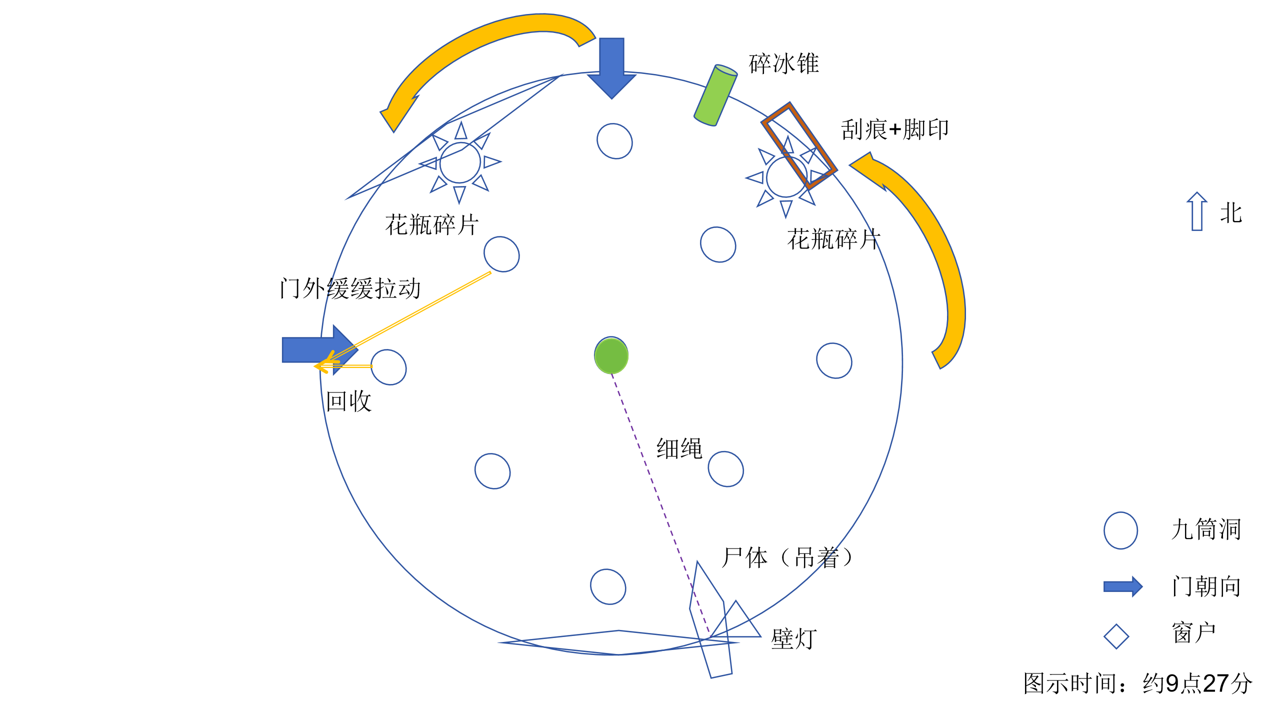 碎冰锥
刮痕+脚印
北
花瓶碎片
花瓶碎片
门外缓缓拉动
回收
细绳
尸体（吊着）
壁灯
九筒洞
门朝向
窗户
图示时间：约9点27分